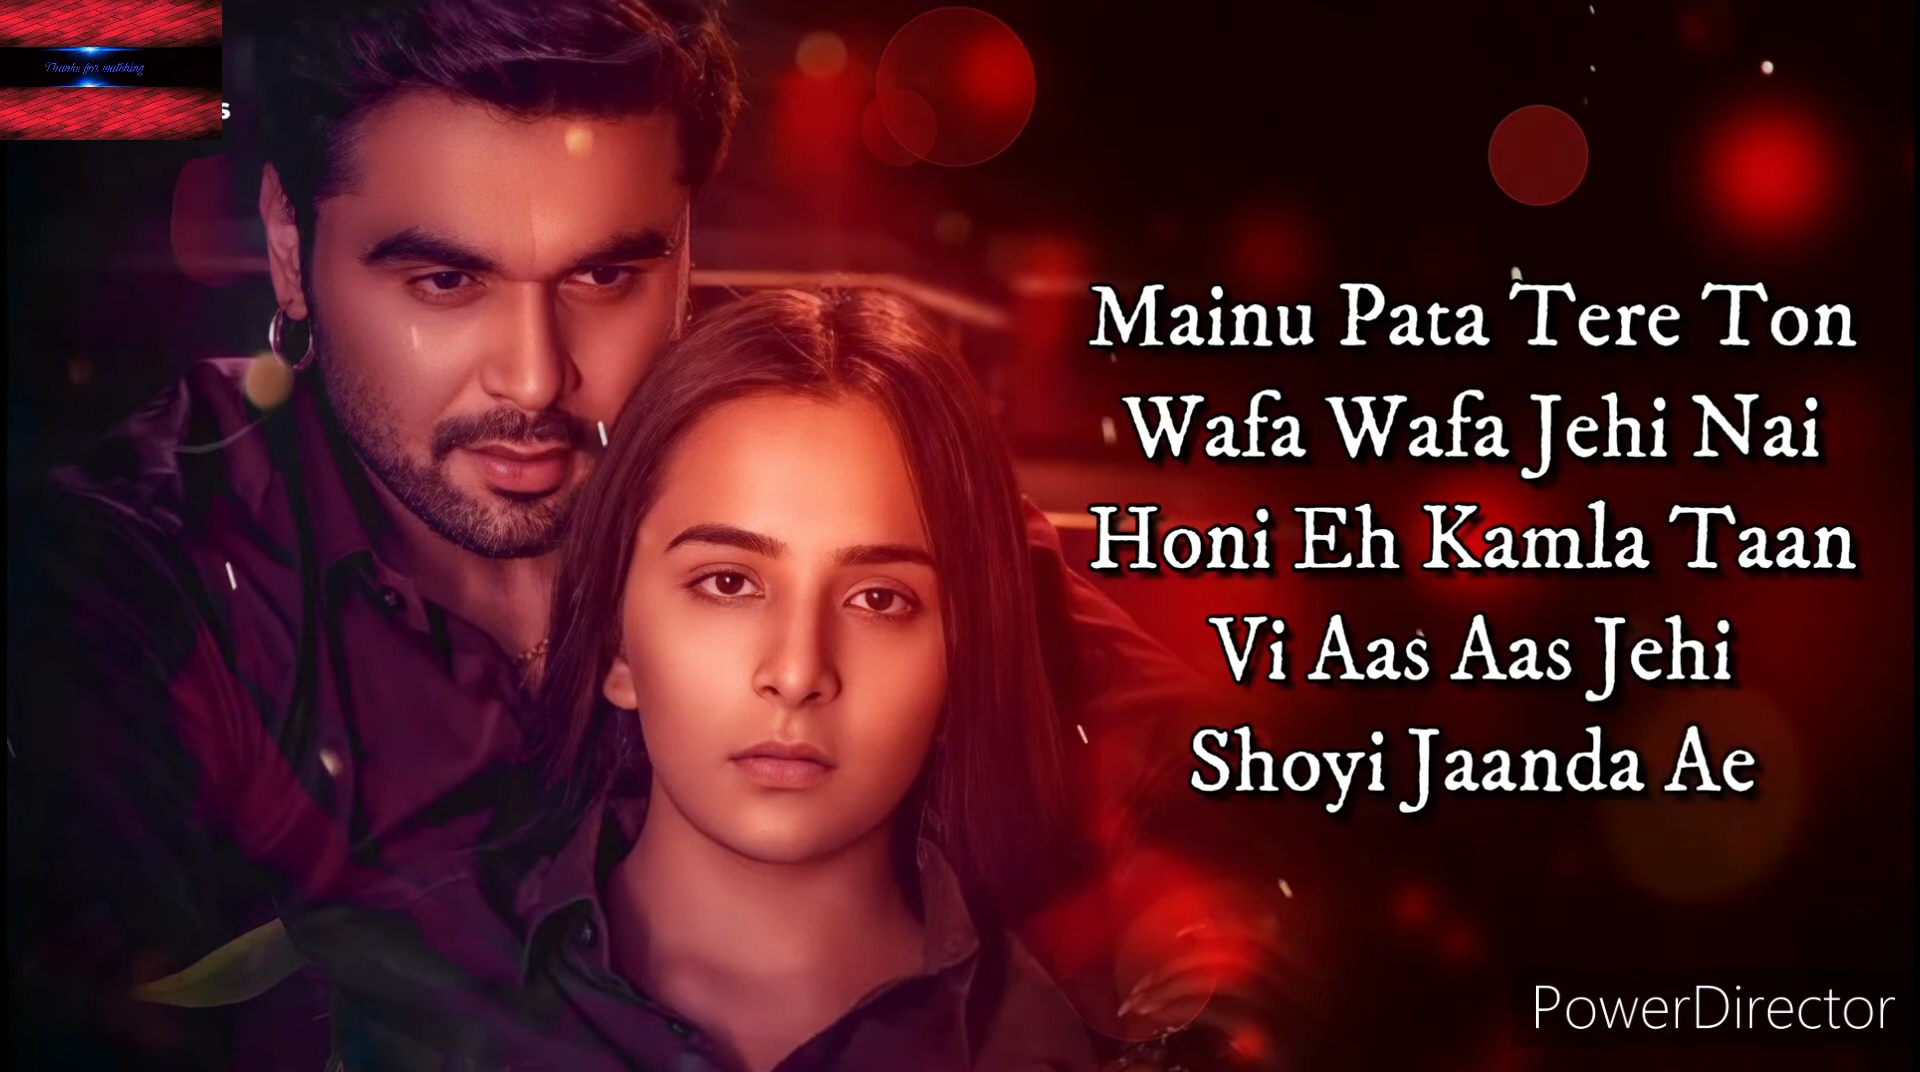 Thanks for watching
s
Mainu Pata Tere Ton
Wafa Wafa Jehi Nai
Honi Eh Kamla Taan
Vi Aas Aas Jehi
Shoyi Jaanda Ae
PowerDirector